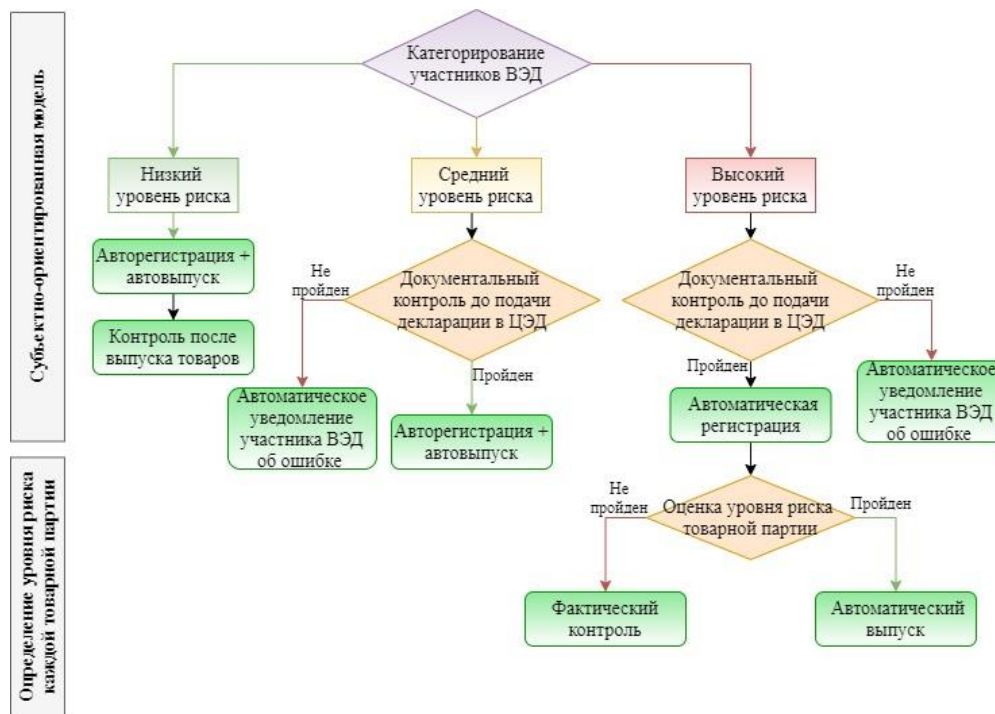 Субъектно-ориентированная модель
Категорирование
участников ВЭД
Низкий
уровень риска
Средний
уровень риска
Высокий
уровень риска
Авторегистрация +
автовыпуск
Контроль после
выпуска товаров
Не
пройден
Документальный
контроль до подачи
декларации в ЦЭД
Пройден
Автоматическое
уведомление
участника ВЭД
об ошибке
Авторегистрация +
автовыпуск
Документальный
контроль до подачи
декларации в ЦЭД
Не
пройден
Пройден
Автоматическая
регистрация
Автоматическое
уведомление
участника ВЭД
об ошибке
Определение уровня риска
каждой товарной партии
Не
пройден
Оценка уровня риска
товарной партии
Пройден
Фактический
контроль
Автоматический
выпуск